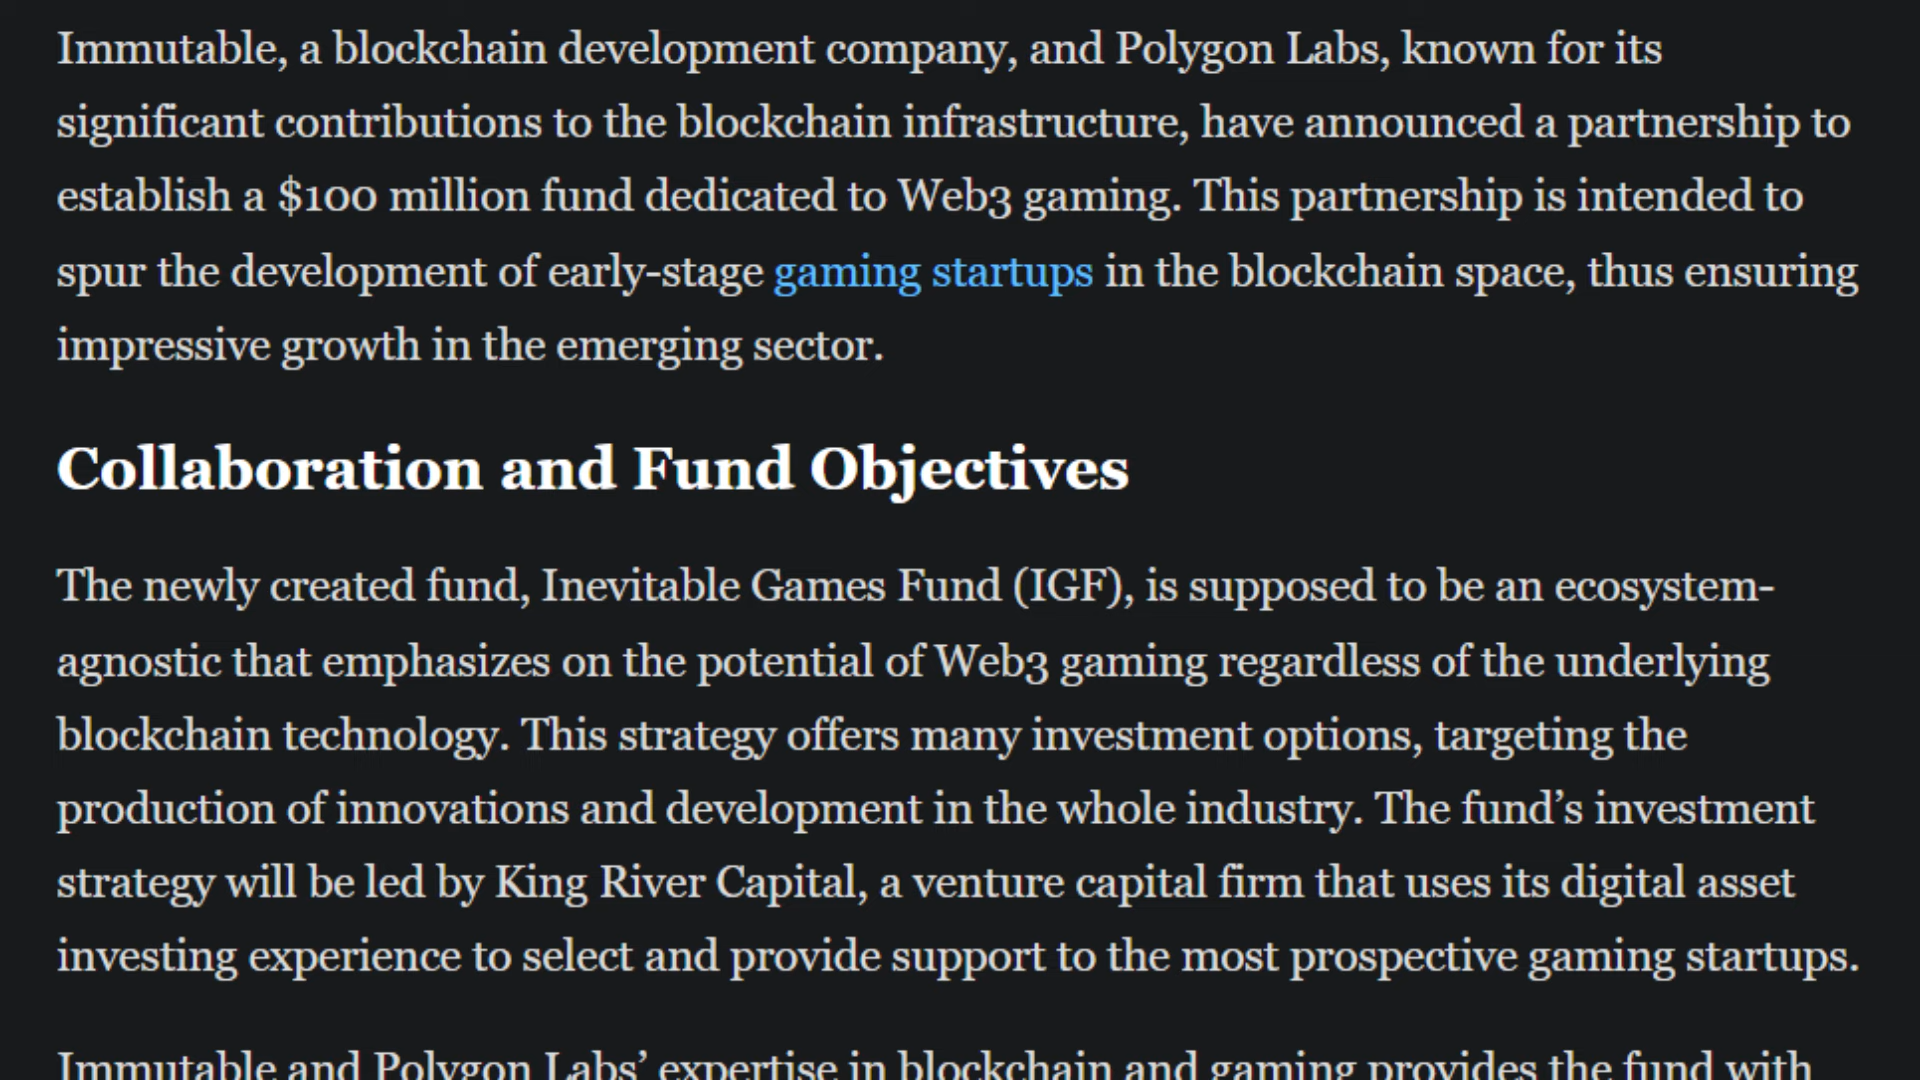 Immutable, a blockchain development company, and Polygon Labs, known for its
significant contributions to the blockchain infrastructure, have announced a partnership to
establish a $100 million fund dedicated to Web3 gaming. This partnership is intended to
spur the development of early-stage gaming startups in the blockchain space, thus ensuring
impressive growth in the emerging sector.
Collaboration and Fund Objectives
The newly created fund, Inevitable Games Fund (IGF), is supposed to be an ecosystem-
agnostic that emphasizes on the potential of Web3 gaming regardless of the underlying
blockchain technology. This strategy offers many investment options, targeting the
production of innovations and development in the whole industry. The fund’s investment
strategy will be led by King River Capital, a venture capital firm that uses its digital asset
investing experience to select and provide support to the most prospective gaming startups.
Immutable and Polygon Labs’ expertise in blockchain and gaming provides the fund with